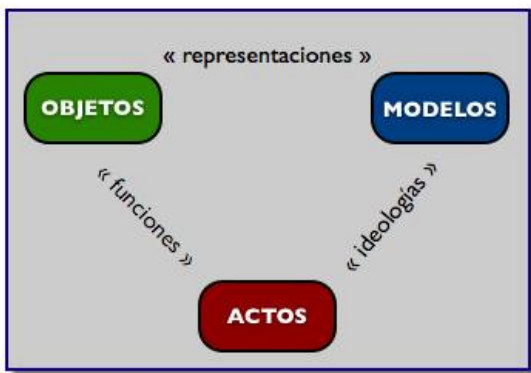 « representaciones »
OBJETOS
MODELOS
« funciones »
« ideologías »
ACTOS